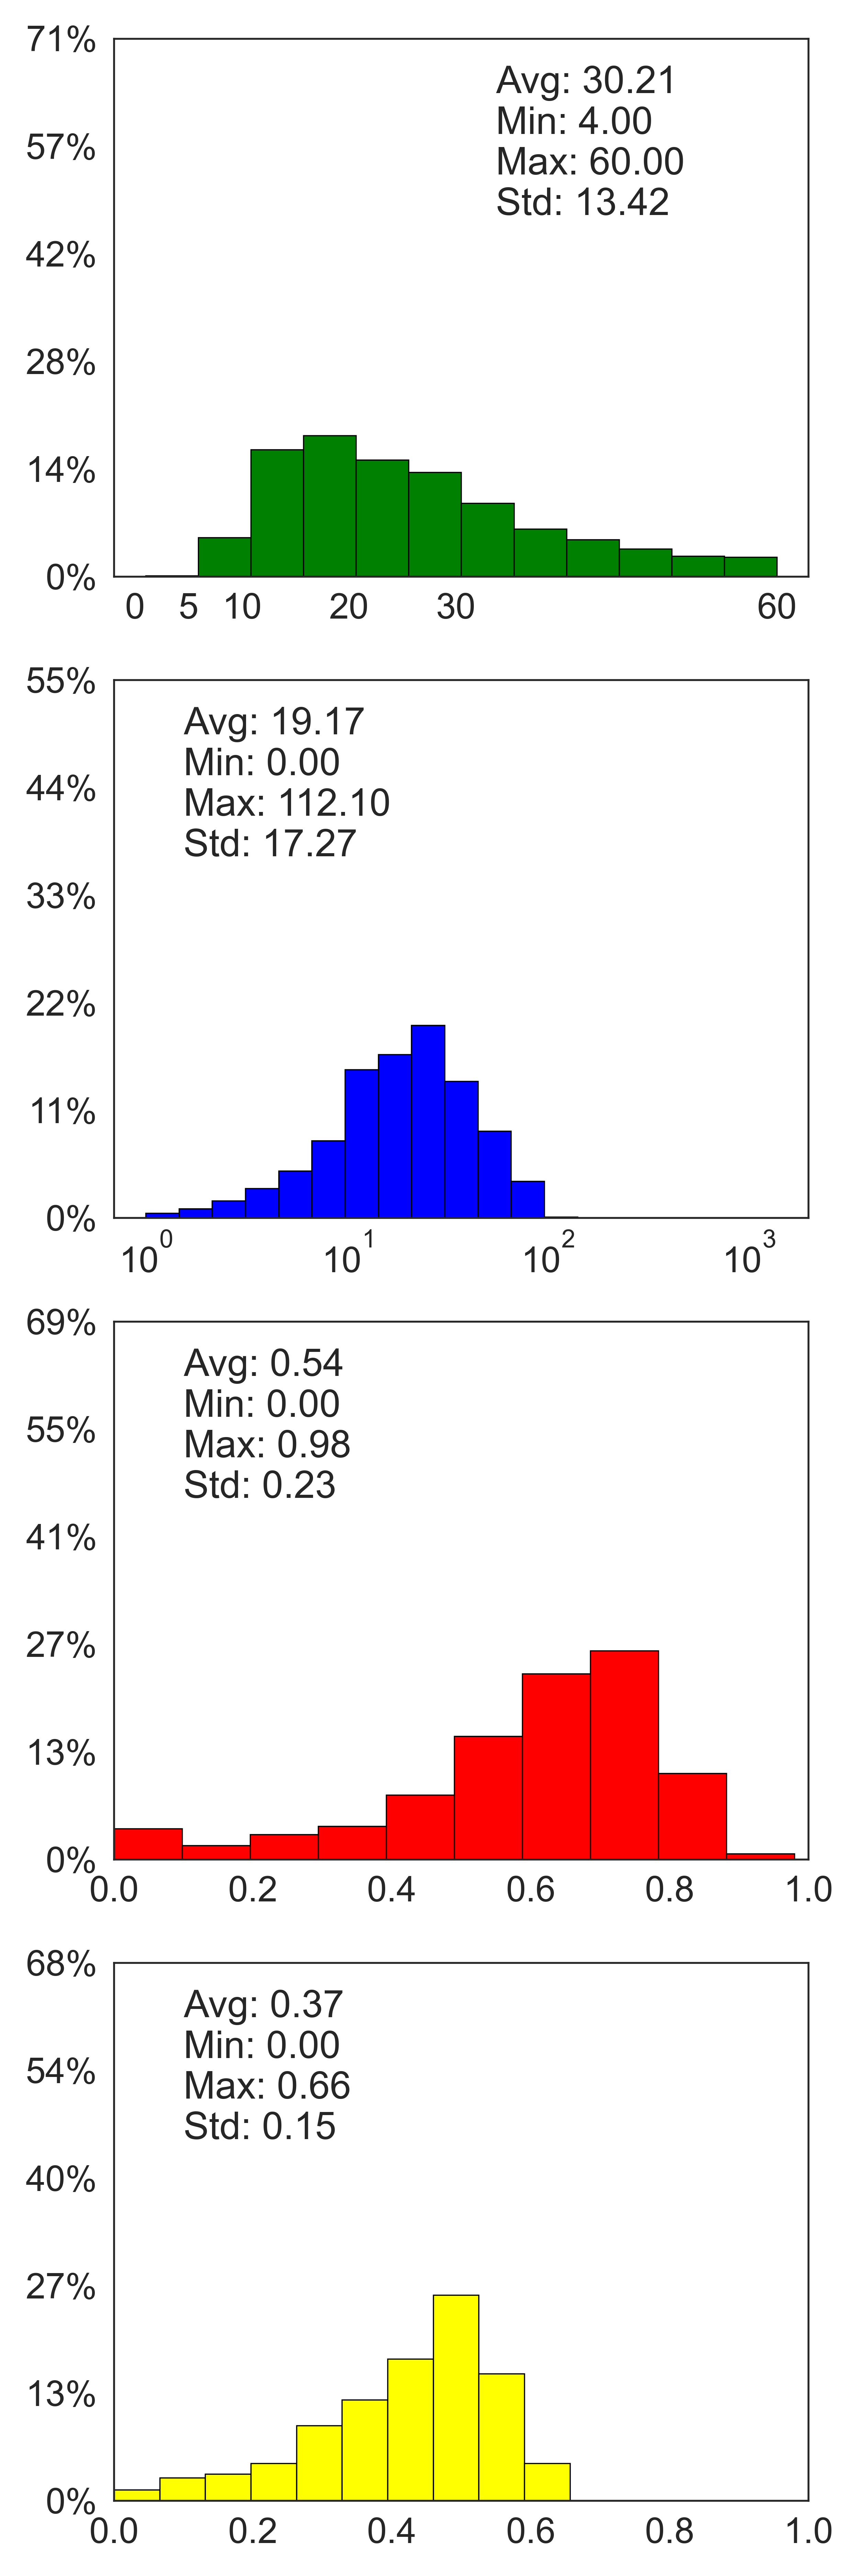 71%
Avg: 30.21
Min: 4.00
57%
Max: 60.00
Std: 13.42
42%
28%
14%
0%
0 5 10 20 30 60
55%
Avg: 19.17
Min: 0.00
44%
Max: 112.10
Std: 17.27
33%
22%
11%
0%
10^0 10^1 10^2 10^3
69%
Avg: 0.54
Min: 0.00
55%
Max: 0.98
Std: 0.23
41%
27%
13%
0%
0.0 0.2 0.4 0.6 0.8 1.0
68%
Avg: 0.37
Min: 0.00
54%
Max: 0.66
Std: 0.15
40%
27%
13%
0%
0.0 0.2 0.4 0.6 0.8 1.0